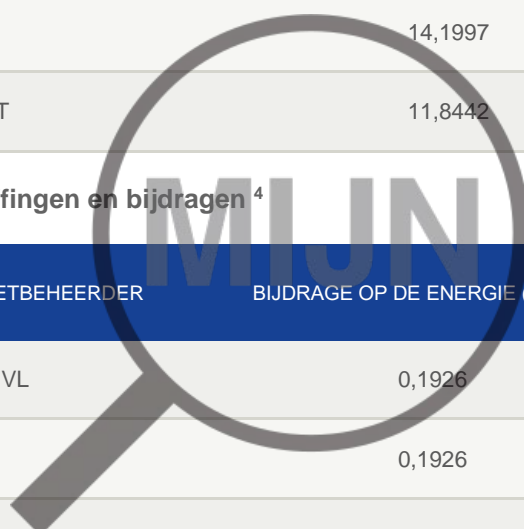 14,1997
T 11,8442
fingen en bijdragen ⁴
MIJN
ETBEHEERDER BIJDRAGE OP DE ENERGIE (
VL 0,1926
0,1926